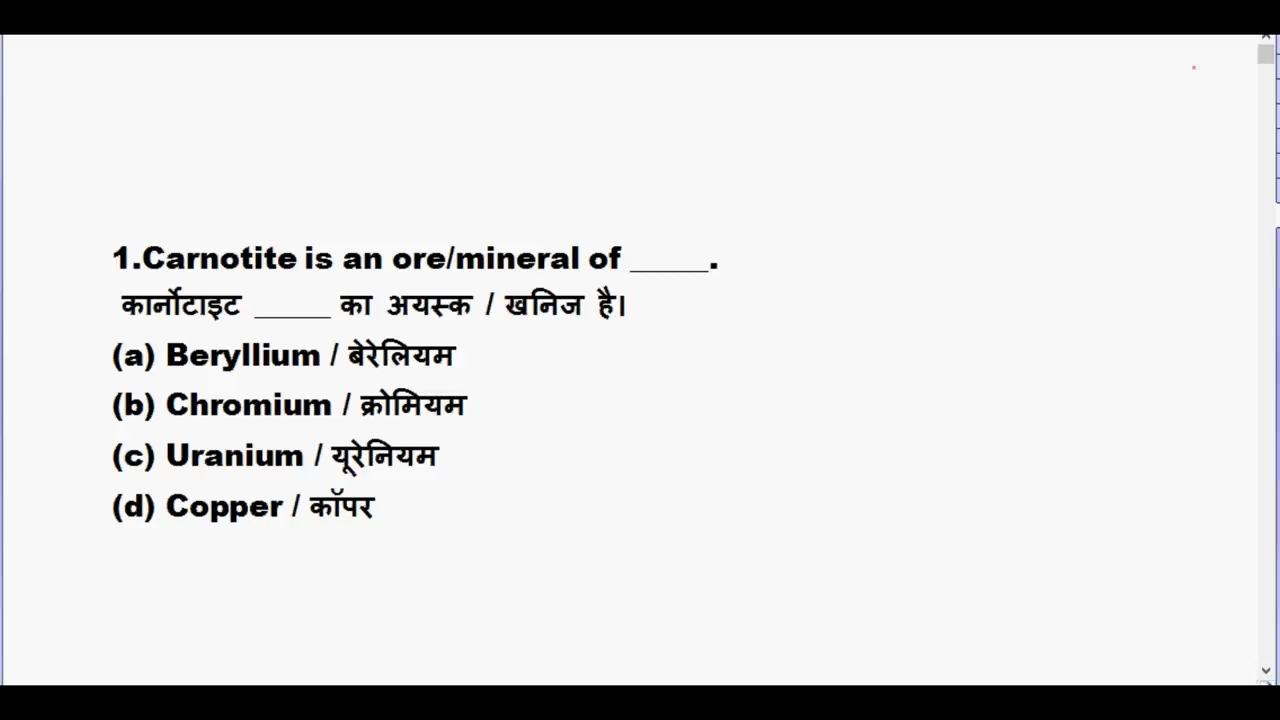 1.Carnotite is an ore/mineral of _____.
कार्नोटाइट _____ का अयस्क / खनिज है।
(a) Beryllium / बेरेलियम
(b) Chromium / क्रोमियम
(c) Uranium / यूरेनियम
(d) Copper / कॉपर